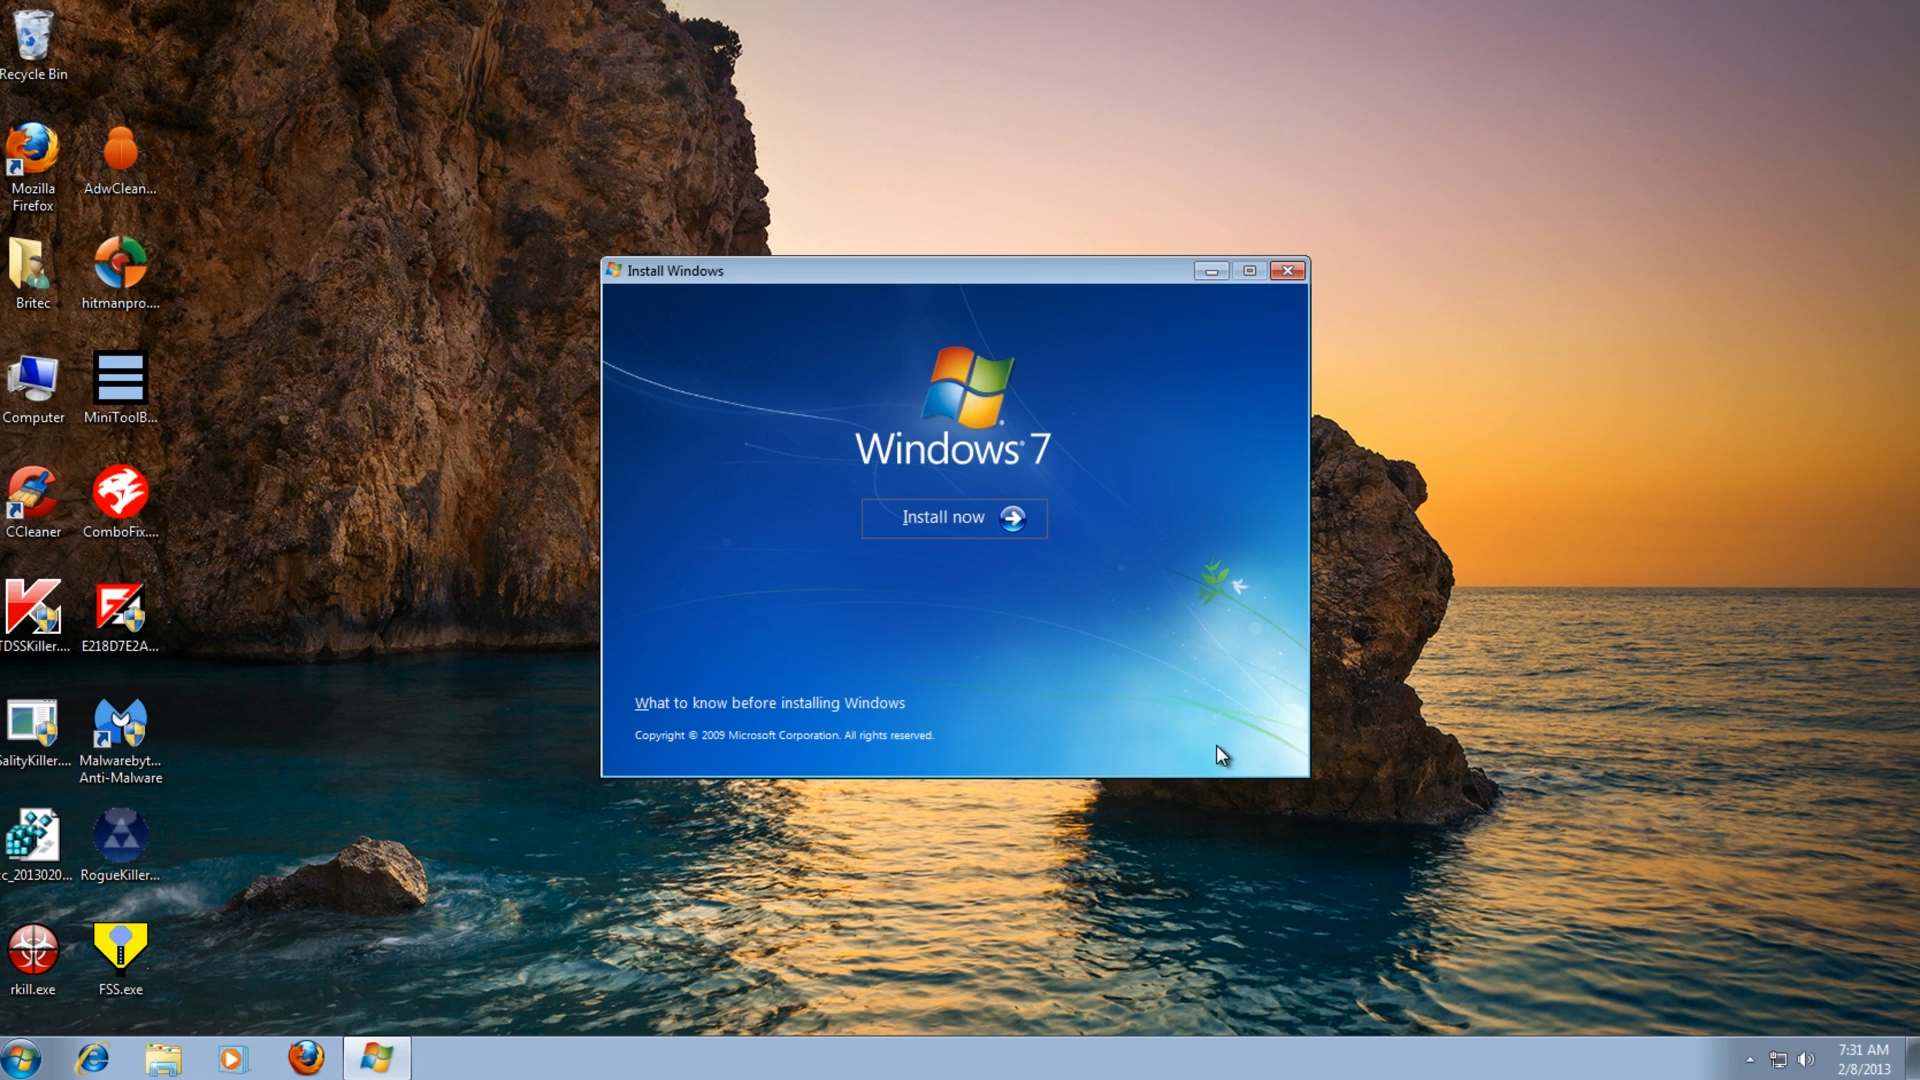 Recycle Bin
Mozilla
Firefox
AdwClean...
Britec
hitmanpro....
Computer
MiniToolB...
CCleaner
ComboFix....
TDSSKiller....
E218D7E2A...
SalityKiller....
Malwarebyt...
Anti-Malware
cc_2013020...
RogueKiller...
rkill.exe
FSS.exe
Install Windows
Windows 7
Install now
What to know before installing Windows
Copyright © 2009 Microsoft Corporation. All rights reserved.
7:31 AM
2/8/2013